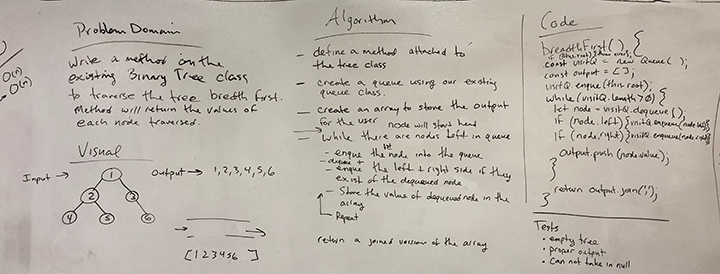 O(n)
O(n)
Problem Domain
Write a method on the
existing Binary Tree class
to traverse the tree breath first.
Method will return the values of
each node traversed.
Visual
Input → Output → 1,2,3,4,5,6
1
2 3
4 5 6
[123456]
Algorithm
- define a method attached to
the tree class
- create a queue using our existing
queue class.
- create an array to store the output
for the user node will start head
- while there are nodes left in queue
- enque the 1st node into the queue
- deque +
enque the left + right side if they
exist of the dequeued node
- Store the value of dequeued node in the
array
Repeat
return a joined version of the array
Code
breadthFirst() {
if (!this.root)
const visitQ = new Queue();
const output = [];
visitQ.enque(this.root);
while (visitQ.length > 0) {
let node = visitQ.dequeue();
if (node.left) {visitQ.enqueue(node.left)}
if (node.right) {visitQ.enqueue(node.right)}
output.push(node.value);
}
return output.join(',');
}
Tests
• empty tree
• proper output
• Can not take in null